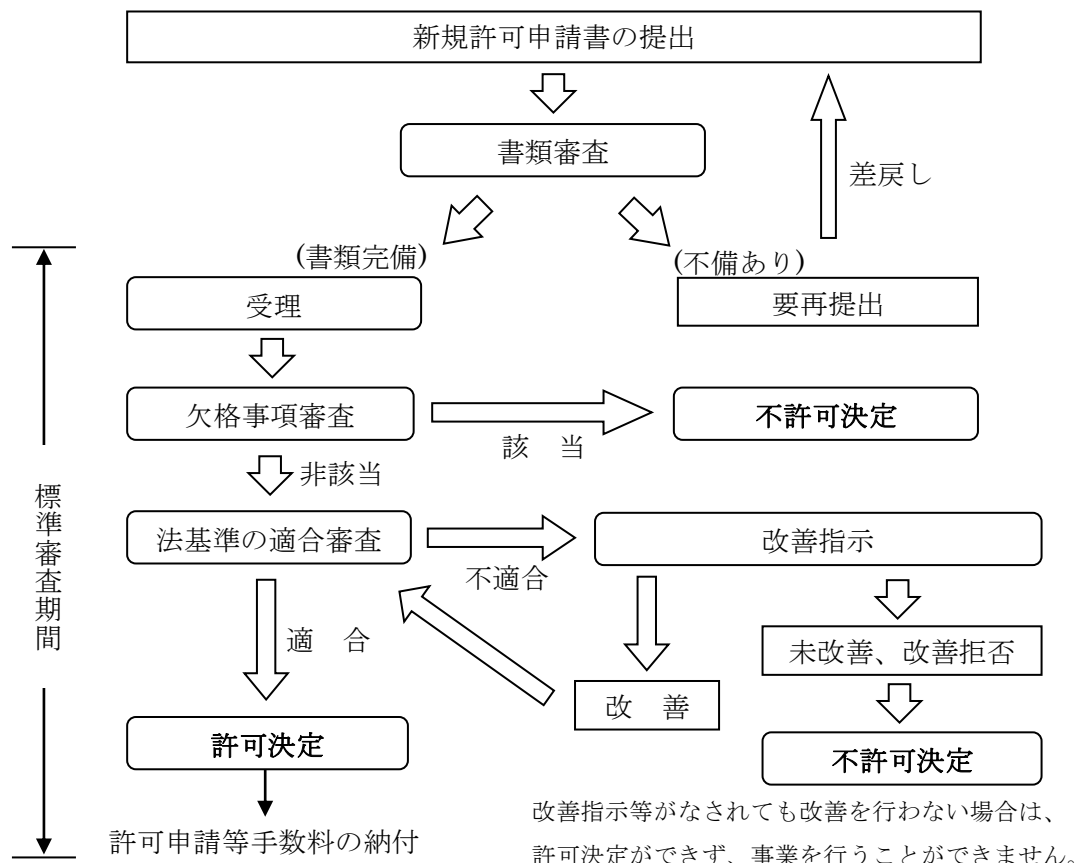 新規許可申請書の提出
書類審査
差戻し
(書類完備)
(不備あり)
受理
要再提出
欠格事項審査
該　当
不許可決定
非該当
法基準の適合審査
不適合
改善指示
適　合
改　善
未改善、改善拒否
許可決定
不許可決定
許可申請等手数料の納付
標準審査期間
改善指示等がなされても改善を行わない場合は、
許可決定ができず、事業を行うことができません。